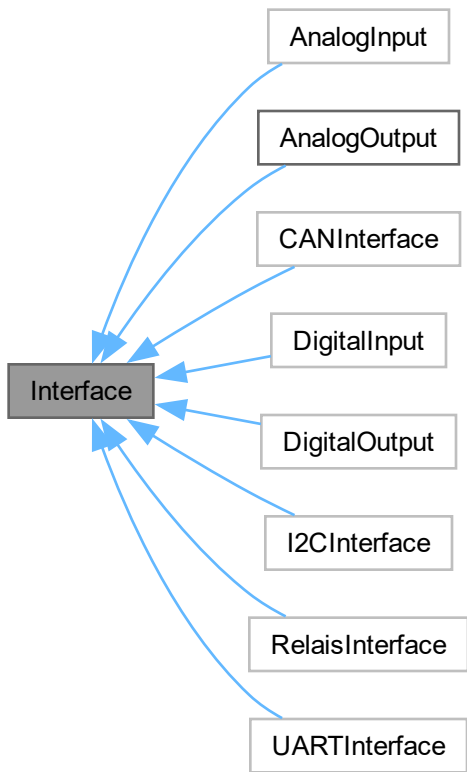 AnalogInput
AnalogOutput
CANInterface
DigitalInput
Interface
DigitalOutput
I2CInterface
RelaisInterface
UARTInterface